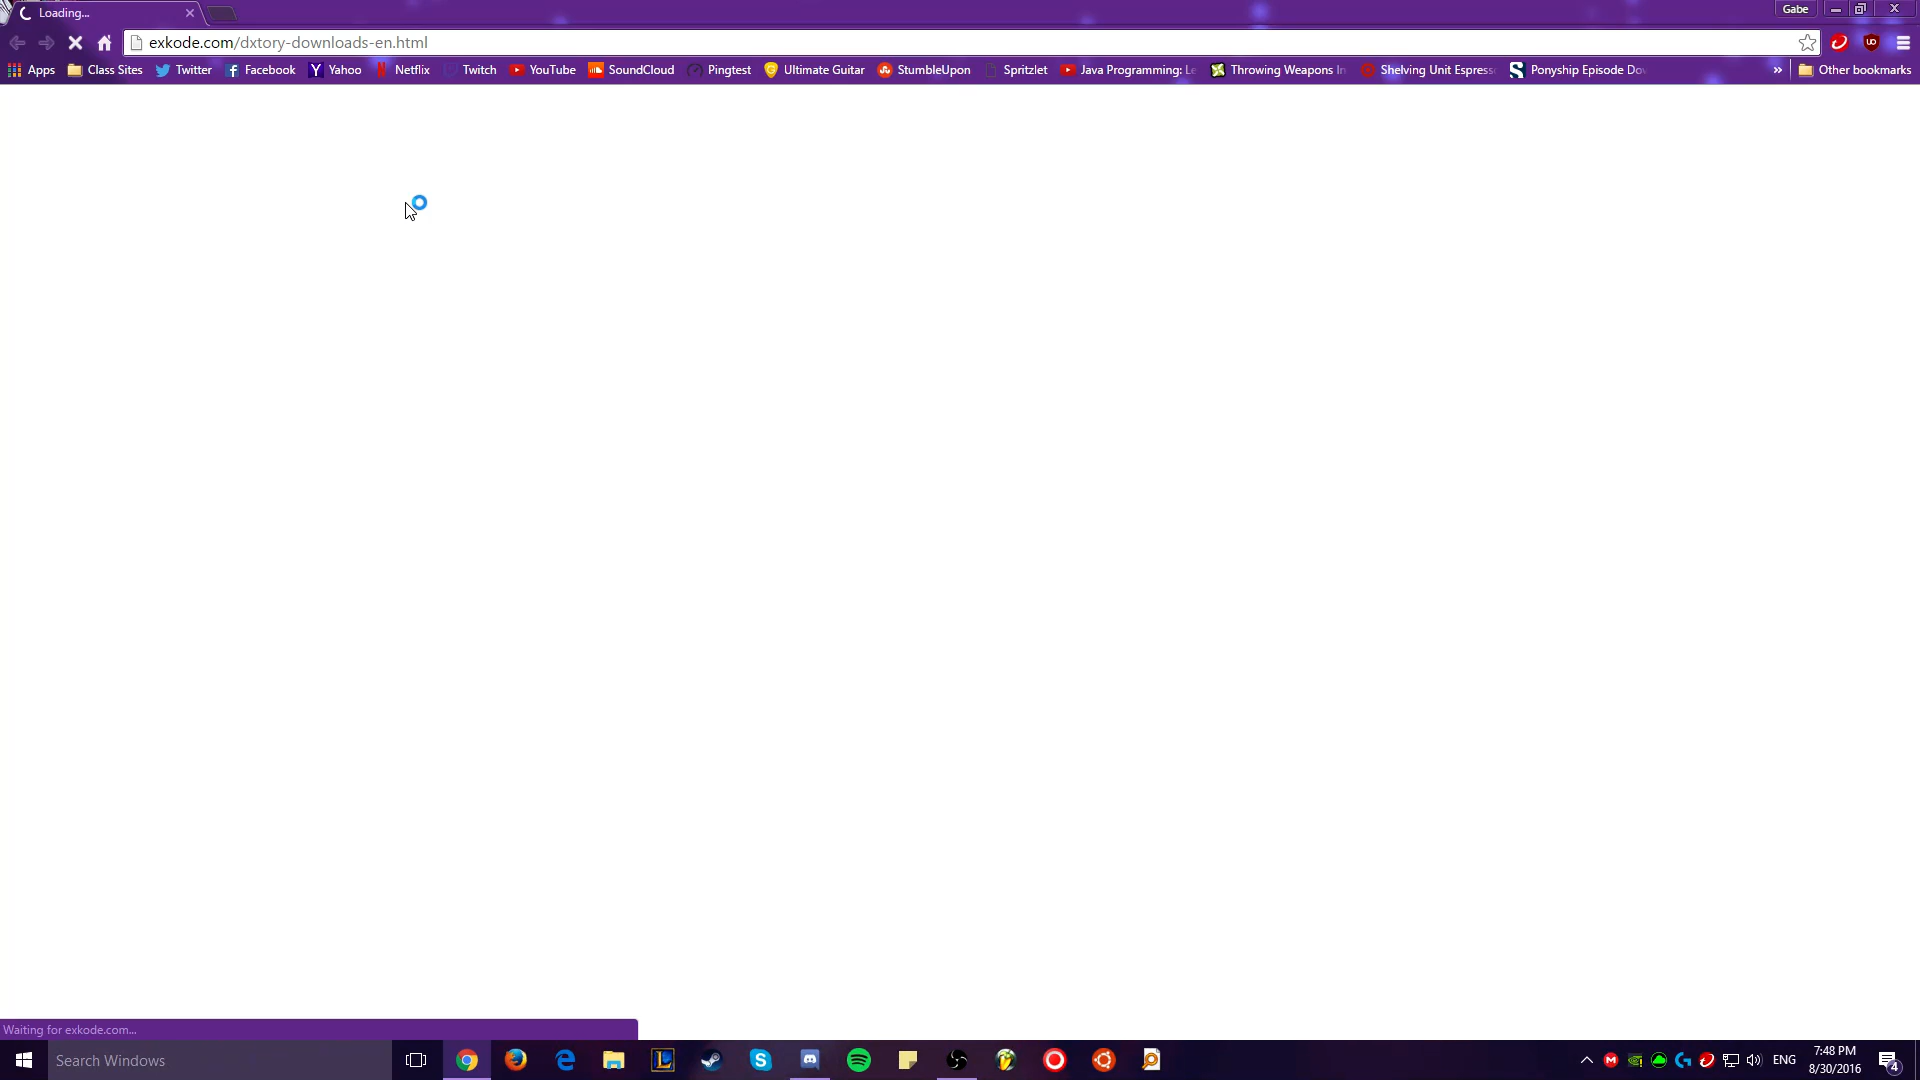 Loading...
Gabe
exkode.com/dxtory-downloads-en.html
Apps Class Sites Twitter Facebook Yahoo Netflix Twitch YouTube SoundCloud Pingtest Ultimate Guitar StumbleUpon Spritzlet Java Programming: Le Throwing Weapons In Shelving Unit Espress Ponyship Episode Dov » Other bookmarks
Waiting for exkode.com...
Search Windows
ENG
7:48 PM
8/30/2016
4